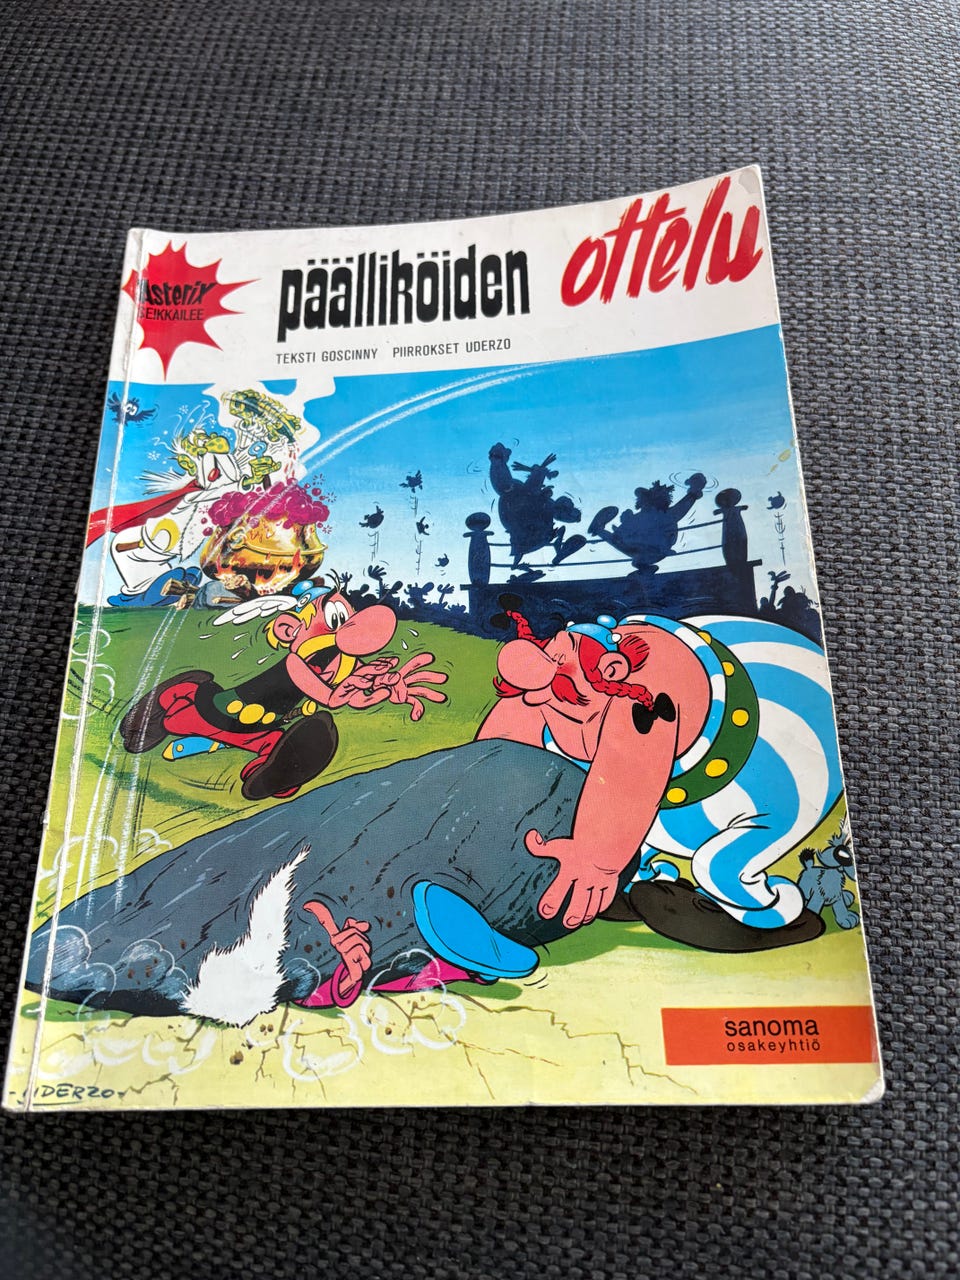 Asterix
SEIKKAILEE
päälliköiden ottelu
TEKSTI GOSCINNY PIIRROKSET UDERZO
sanoma
osakeyhtiö
UDERZO